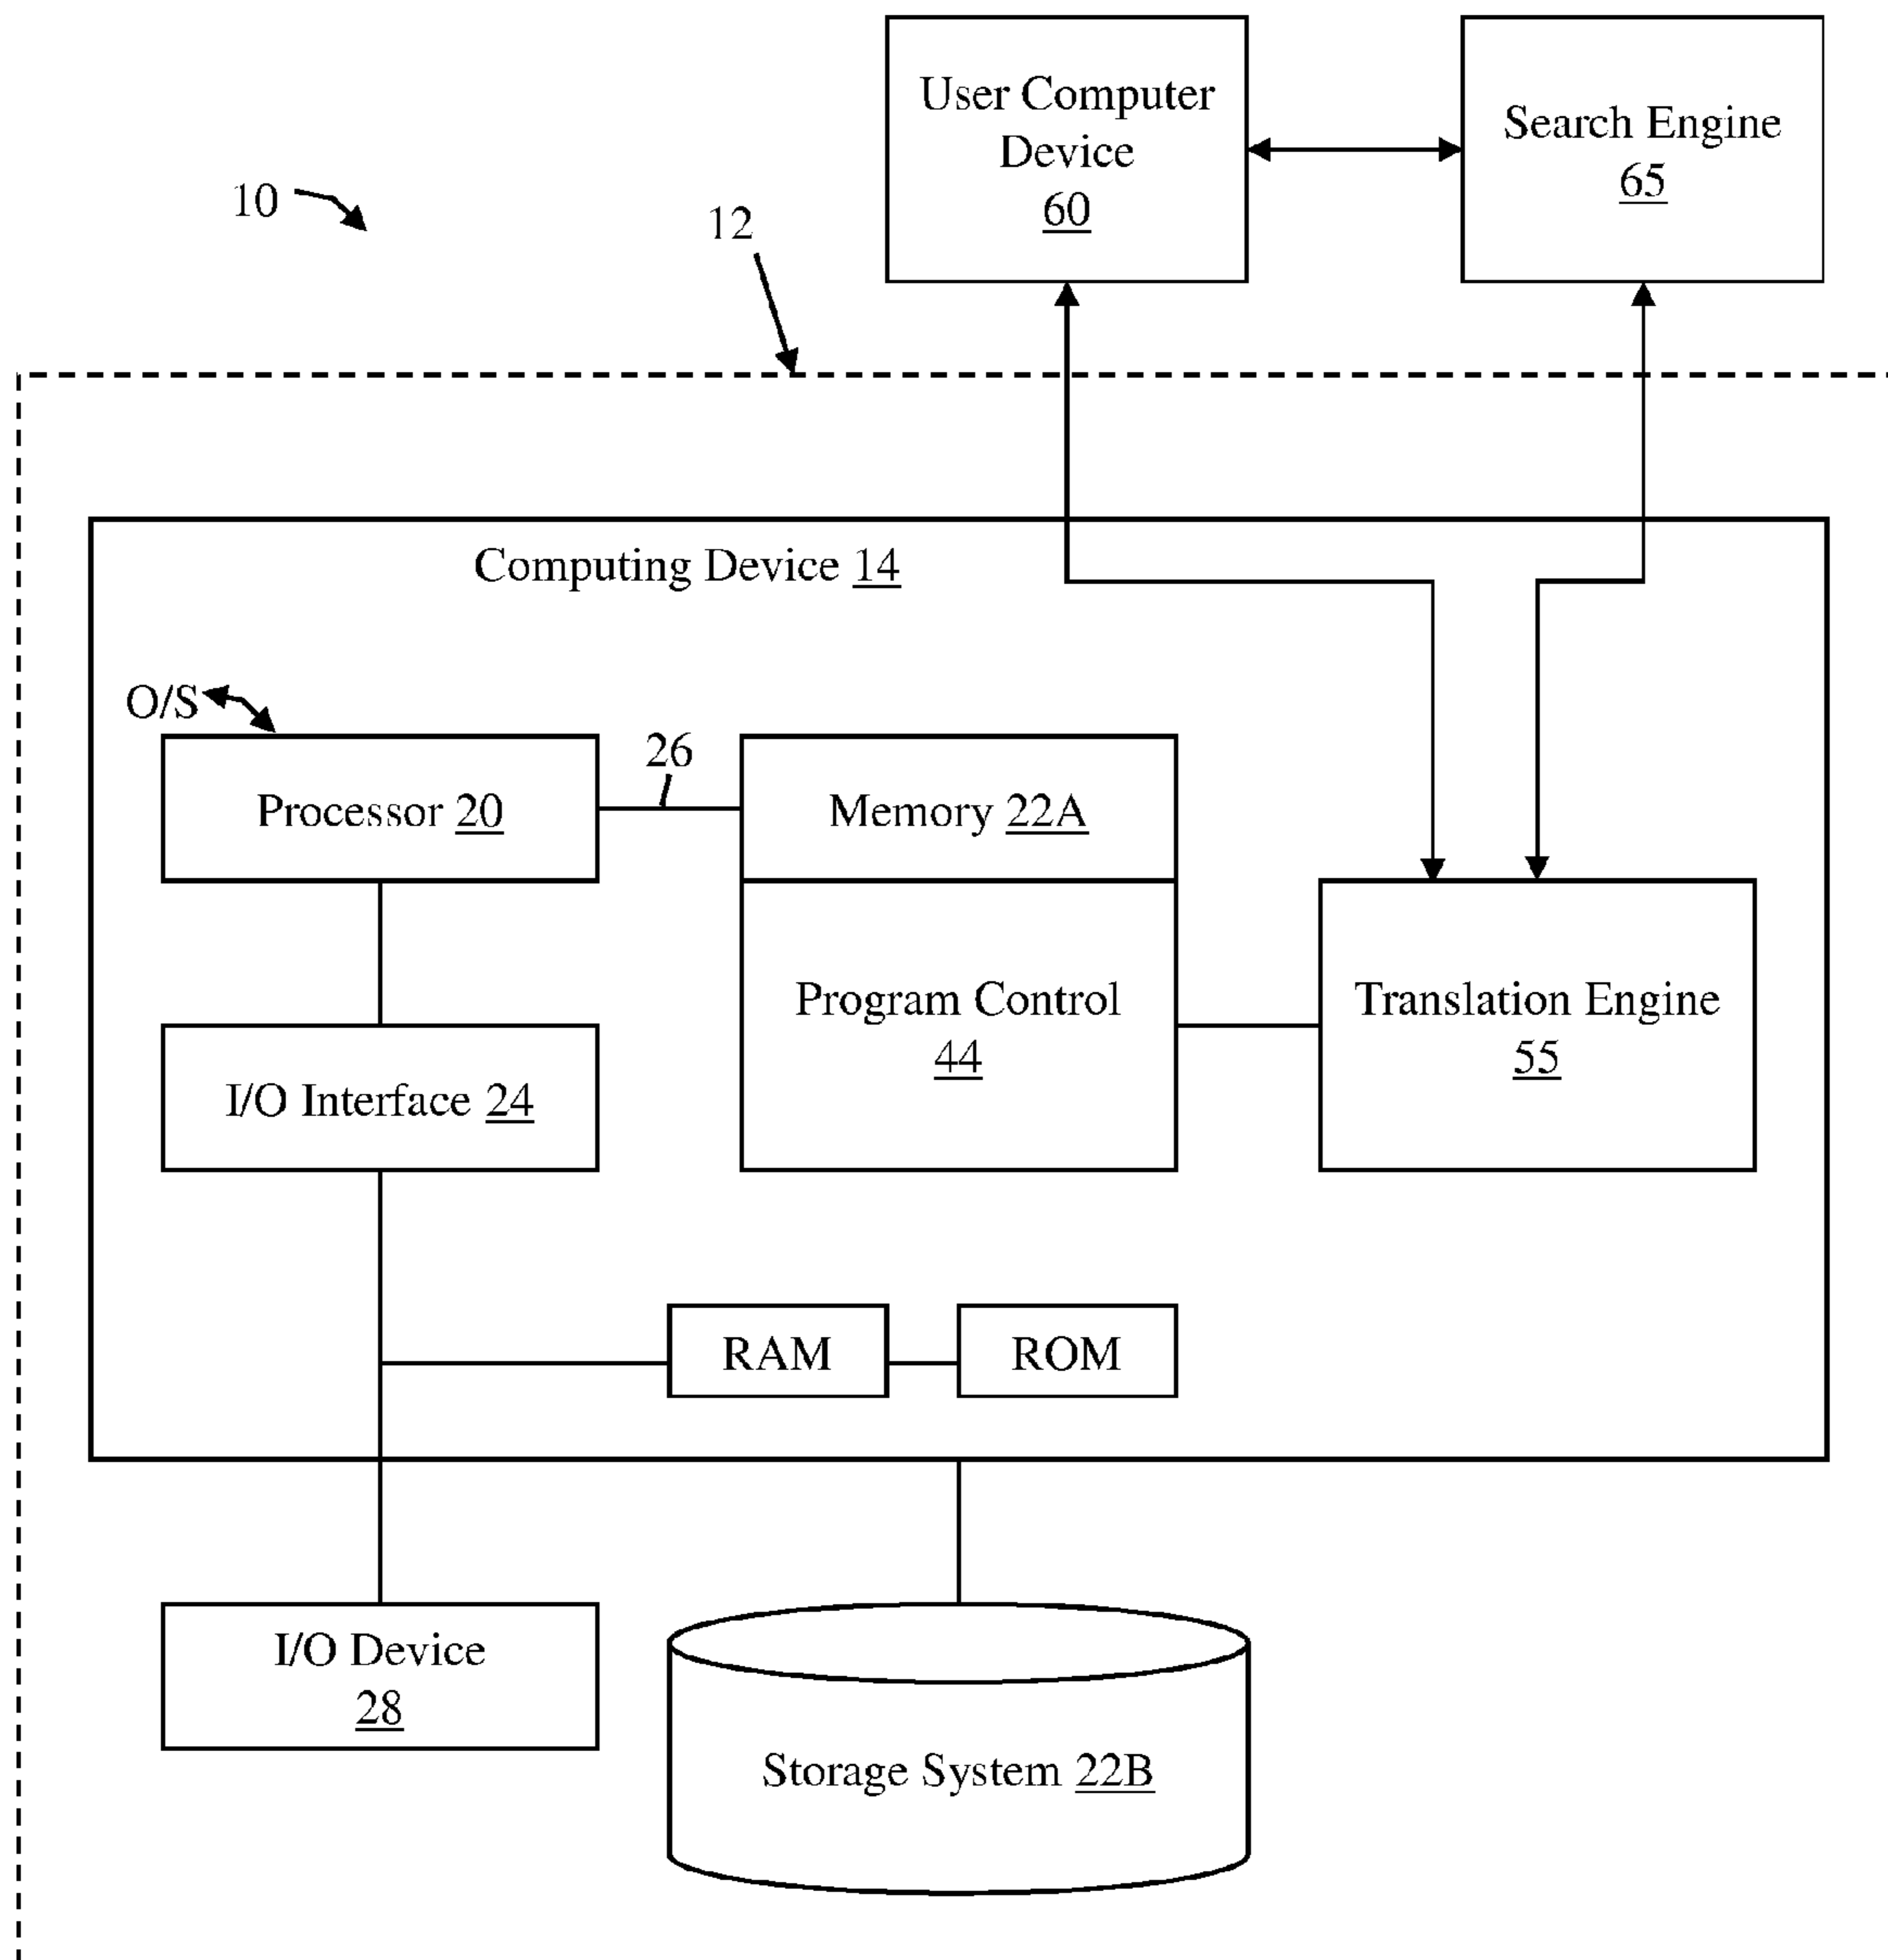 User Computer
Device
60
Search Engine
65
10
12
Computing Device 14
O/S
26
Processor 20
Memory 22A
Program Control
44
Translation Engine
55
I/O Interface 24
RAM
ROM
I/O Device
28
Storage System 22B